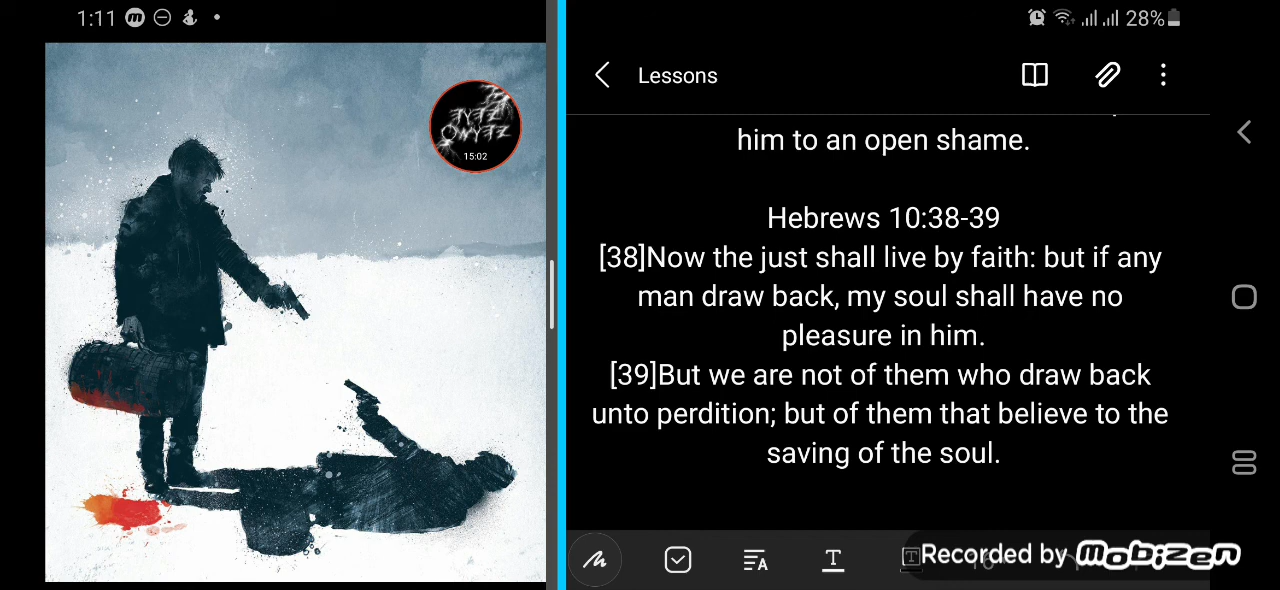 1:11
15:02
28%
Lessons
him to an open shame.
Hebrews 10:38-39
[38]Now the just shall live by faith: but if any
man draw back, my soul shall have no
pleasure in him.
[39]But we are not of them who draw back
unto perdition; but of them that believe to the
saving of the soul.
Recorded by mobizen